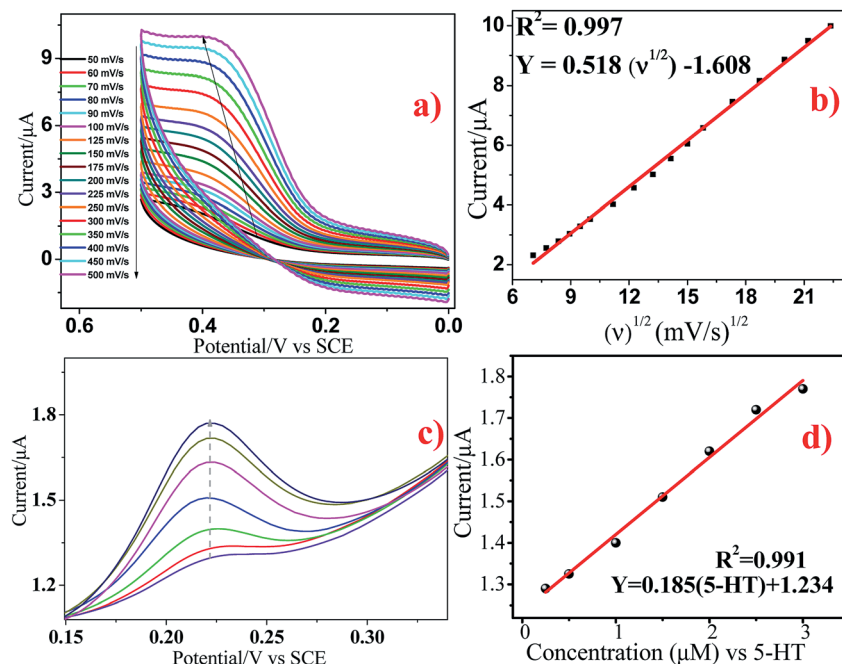 9
6
3
0
Current/μA
50 mV/s
60 mV/s
70 mV/s
80 mV/s
90 mV/s
100 mV/s
125 mV/s
150 mV/s
175 mV/s
200 mV/s
225 mV/s
250 mV/s
300 mV/s
350 mV/s
400 mV/s
450 mV/s
500 mV/s
a)
0.6 0.4 0.2 0.0
Potential/V vs SCE
10
8
6
4
2
Current/μA
R²=0.997
Y = 0.518 (ν^1/2) -1.608
b)
6 9 12 15 18 21
(ν)^1/2 (mV/s)^1/2
1.8
1.5
1.2
Current/μA
c)
0.15 0.20 0.25 0.30
Potential/V vs SCE
1.8
1.7
1.6
1.5
1.4
1.3
Current/μA
d)
R²=0.991
Y=0.185(5-HT)+1.234
0 1 2 3
Concentration (μM) vs 5-HT